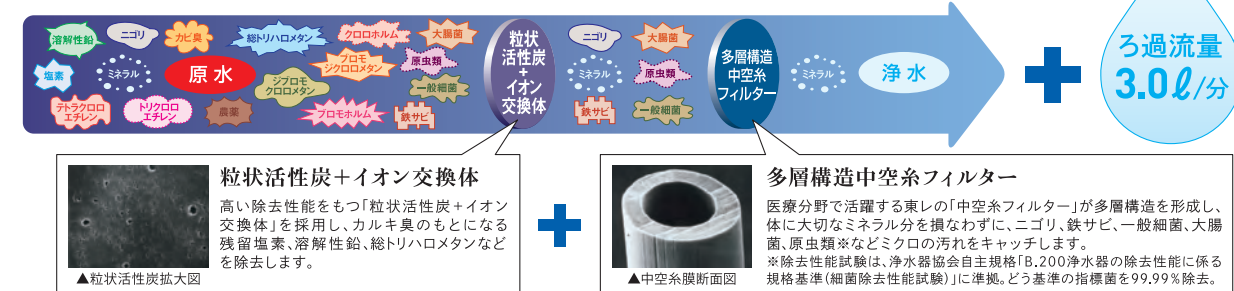 溶解性鉛
ニゴリ
カビ臭
総トリハロメタン
クロロホルム
大腸菌
塩素
ミネラル
原水
ジブロモ
クロロメタン
ブロモ
ジクロロメタン
原虫類
一般細菌
テトラクロロ
エチレン
トリクロロ
エチレン
農薬
ブロモホルム
鉄サビ
粒状
活性炭
+
イオン
交換体
ニゴリ
大腸菌
ミネラル
原虫類
鉄サビ
一般細菌
多層構造
中空糸
フィルター
ミネラル
浄水
ろ過流量
3.0ℓ/分
粒状活性炭+イオン交換体
高い除去性能をもつ「粒状活性炭+イオン
交換体」を採用し、カルキ臭のもとになる
残留塩素、溶解性鉛、総トリハロメタンなど
を除去します。
▲粒状活性炭拡大図
多層構造中空糸フィルター
医療分野で活躍する東レの「中空糸フィルター」が多層構造を形成し、
体に大切なミネラル分を損なわずに、ニゴリ、鉄サビ、一般細菌、大腸
菌、原虫類※などミクロの汚れをキャッチします。
※除去性能試験は、浄水器協会自主規格「B.200浄水器の除去性能に係る
規格基準(細菌除去性能試験)」に準拠。どう基準の指標菌を99.99%除去。
▲中空糸膜断面図